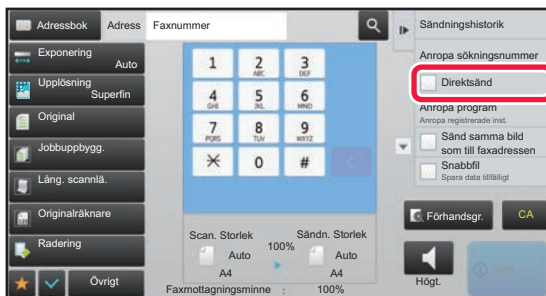 Adressbok
Adress
Faxnummer
Sändningshistorik
Exponering
Auto
Upplösning
Superfin
Original
Jobbuppbygg.
Lång. scannlä.
Originalräknare
Radering
Övrigt
1
2
ABC
3
DEF
4
GHI
5
JKL
6
MNO
7
PQRS
8
TUV
9
WXYZ
0
#
C
Scan. Storlek
100%
Sändn. Storlek
Auto
Auto
A4
A4
Faxmottagningsminne : 100%
Anropa sökningsnummer
Direktsänd
Anropa program
Anropa registrerade inst.
Sänd samma bild
som till faxadressen
Snabbfil
Spara data tillfälligt
Förhandsgr.
CA
Högt.
Start